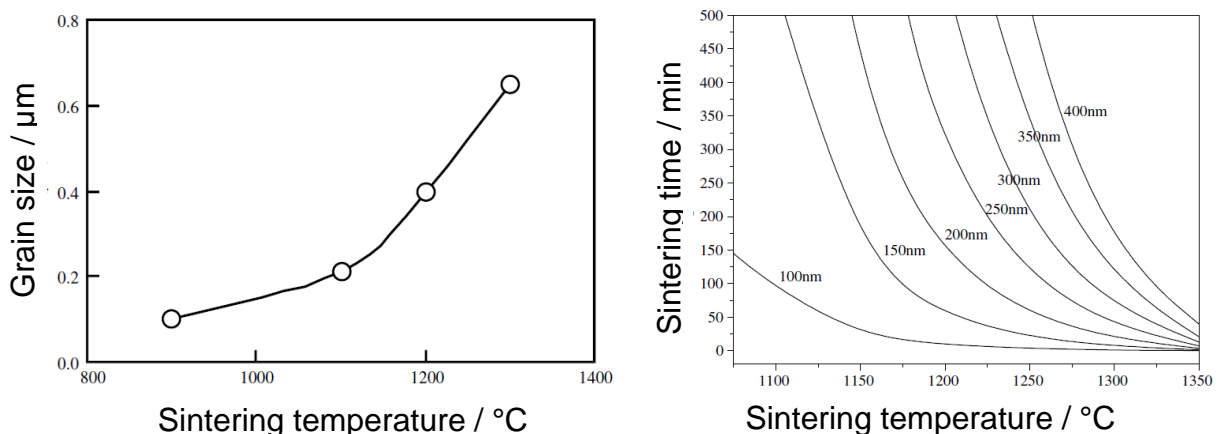 Grain size / µm
0.8
0.6
0.4
0.2
0.0
800
1000
1200
1400
Sintering temperature / °C
Sintering time / min
500
450
400
350
300
250
200
150
100
50
0
100nm
150nm
200nm
250nm
300nm
350nm
400nm
1100
1150
1200
1250
1300
1350
Sintering temperature / °C